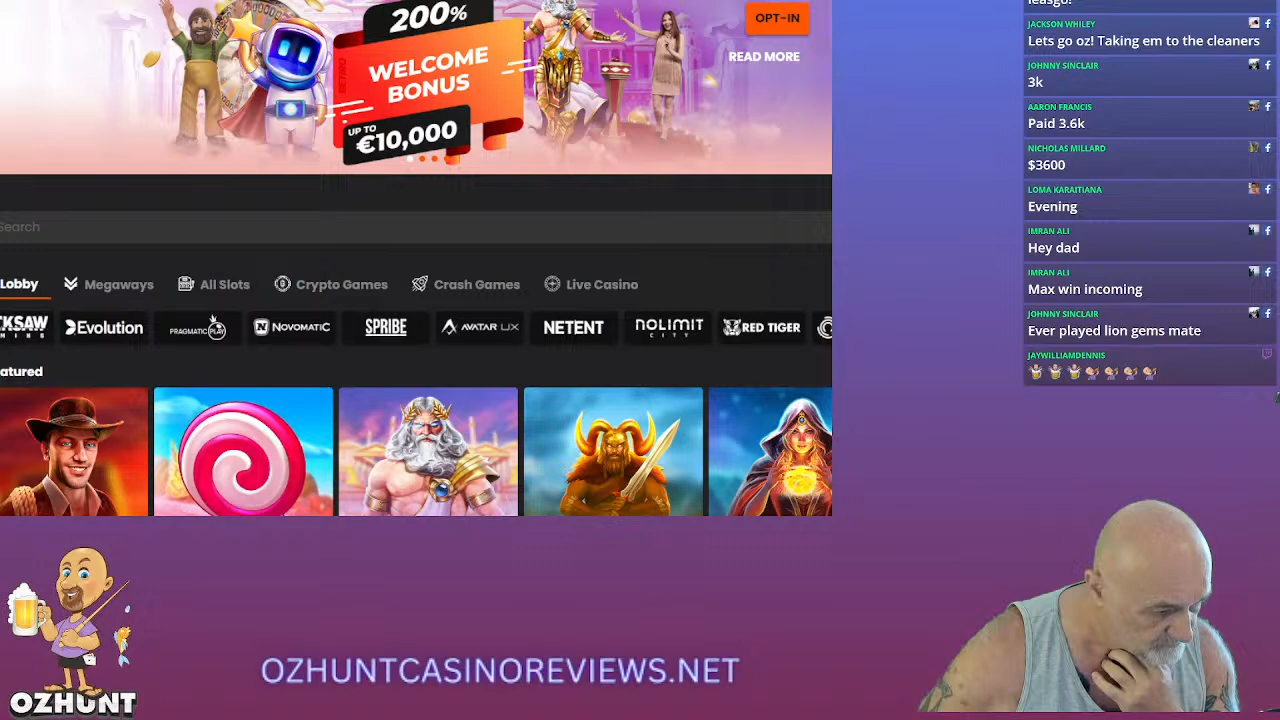 200%
WELCOME
BONUS
UP TO
€10,000
OPT-IN
READ MORE
Search
Lobby
Megaways
All Slots
Crypto Games
Crash Games
Live Casino
CKSAW
Evolution
PRAGMATIC PLAY
NOVOMATIC
SPRIBE
AVATAR UX
NETENT
NOLIMIT
CITY
RED TIGER
atured
OZHUNT
OZHUNTCASINOREVIEWS.NET
JACKSON WHILEY
Lets go oz! Taking em to the cleaners
JOHNNY SINCLAIR
3k
AARON FRANCIS
Paid 3.6k
NICHOLAS MILLARD
$3600
LOMA KARAITIANA
Evening
IMRAN ALI
Hey dad
IMRAN ALI
Max win incoming
JOHNNY SINCLAIR
Ever played lion gems mate
JAYWILLIAMDENNIS